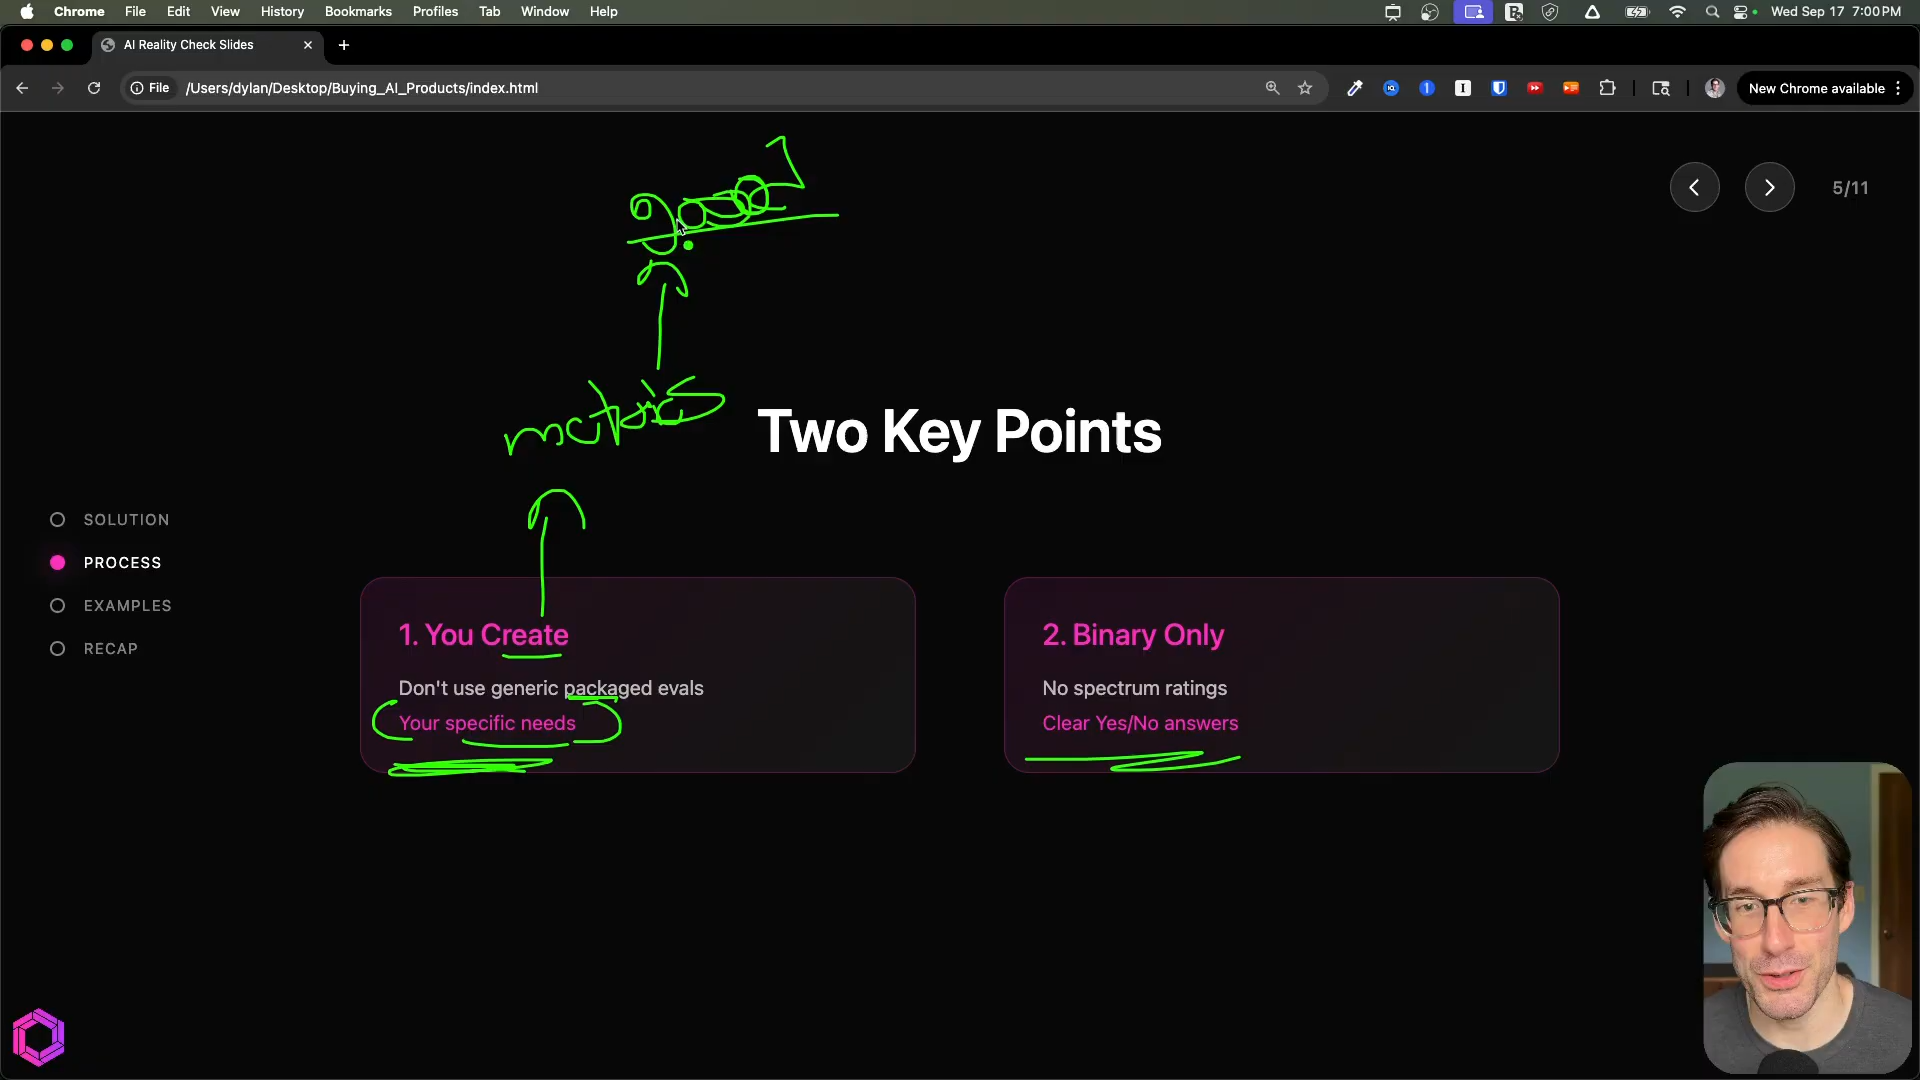 Chrome File Edit View History Bookmarks Profiles Tab Window Help
Wed Sep 17 7:00 PM
AI Reality Check Slides
File /Users/dylan/Desktop/Buying_AI_Products/index.html
New Chrome available
5/11
metrics
Two Key Points
SOLUTION
PROCESS
EXAMPLES
RECAP
1. You Create
Don't use generic packaged evals
Your specific needs
2. Binary Only
No spectrum ratings
Clear Yes/No answers